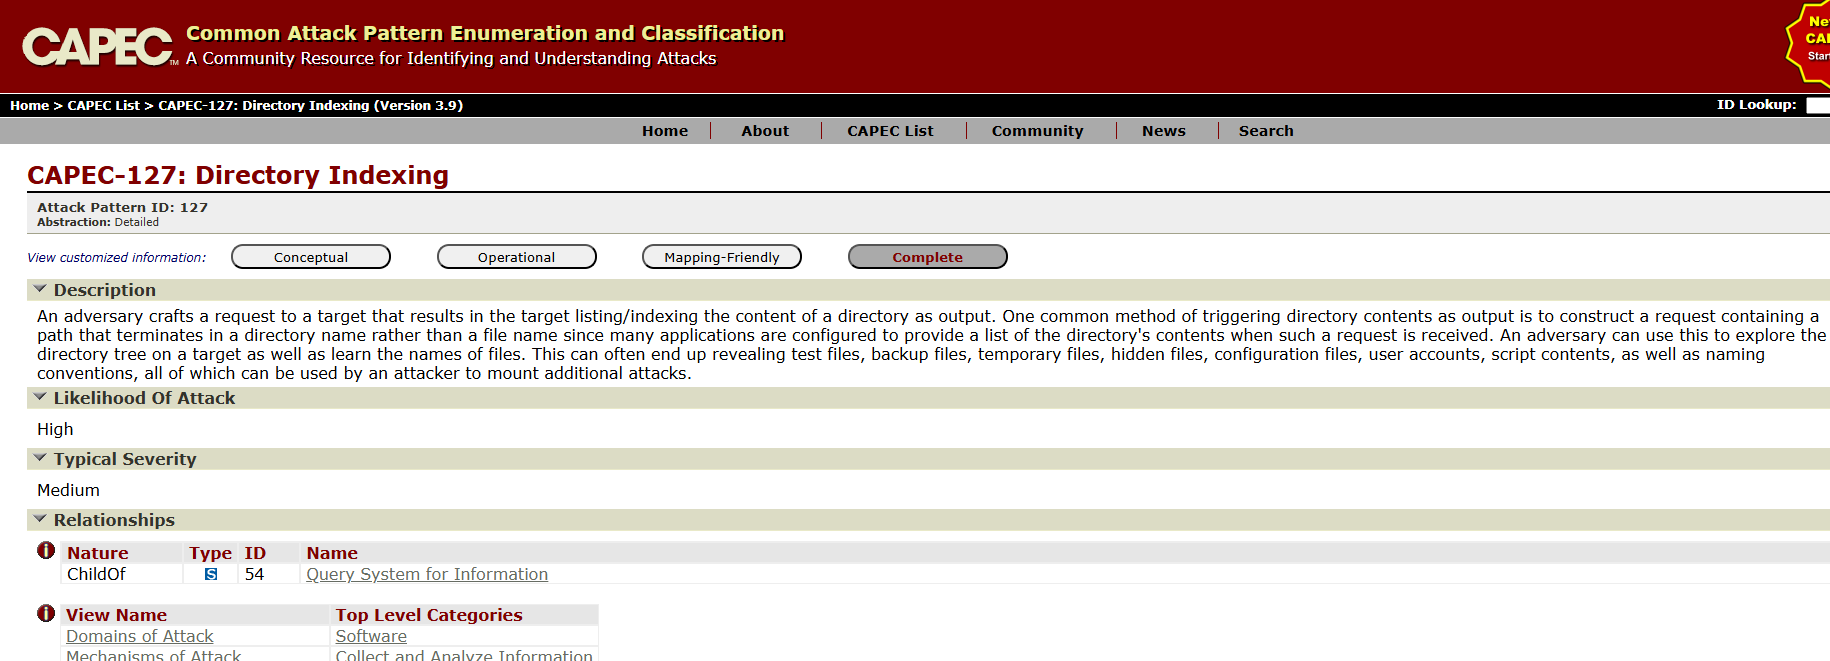 CAPEC™
Common Attack Pattern Enumeration and Classification
A Community Resource for Identifying and Understanding Attacks
Home > CAPEC List > CAPEC-127: Directory Indexing (Version 3.9)
ID Lookup:
Home About CAPEC List Community News Search
CAPEC-127: Directory Indexing
Attack Pattern ID: 127
Abstraction: Detailed
View customized information: Conceptual Operational Mapping-Friendly Complete
Description
An adversary crafts a request to a target that results in the target listing/indexing the content of a directory as output. One common method of triggering directory contents as output is to construct a request containing a
path that terminates in a directory name rather than a file name since many applications are configured to provide a list of the directory's contents when such a request is received. An adversary can use this to explore the
directory tree on a target as well as learn the names of files. This can often end up revealing test files, backup files, temporary files, hidden files, configuration files, user accounts, script contents, as well as naming
conventions, all of which can be used by an attacker to mount additional attacks.
Likelihood Of Attack
High
Typical Severity
Medium
Relationships
Nature Type ID Name
ChildOf S 54 Query System for Information
View Name Top Level Categories
Domains of Attack Software
Mechanisms of Attack Collect and Analyze Information